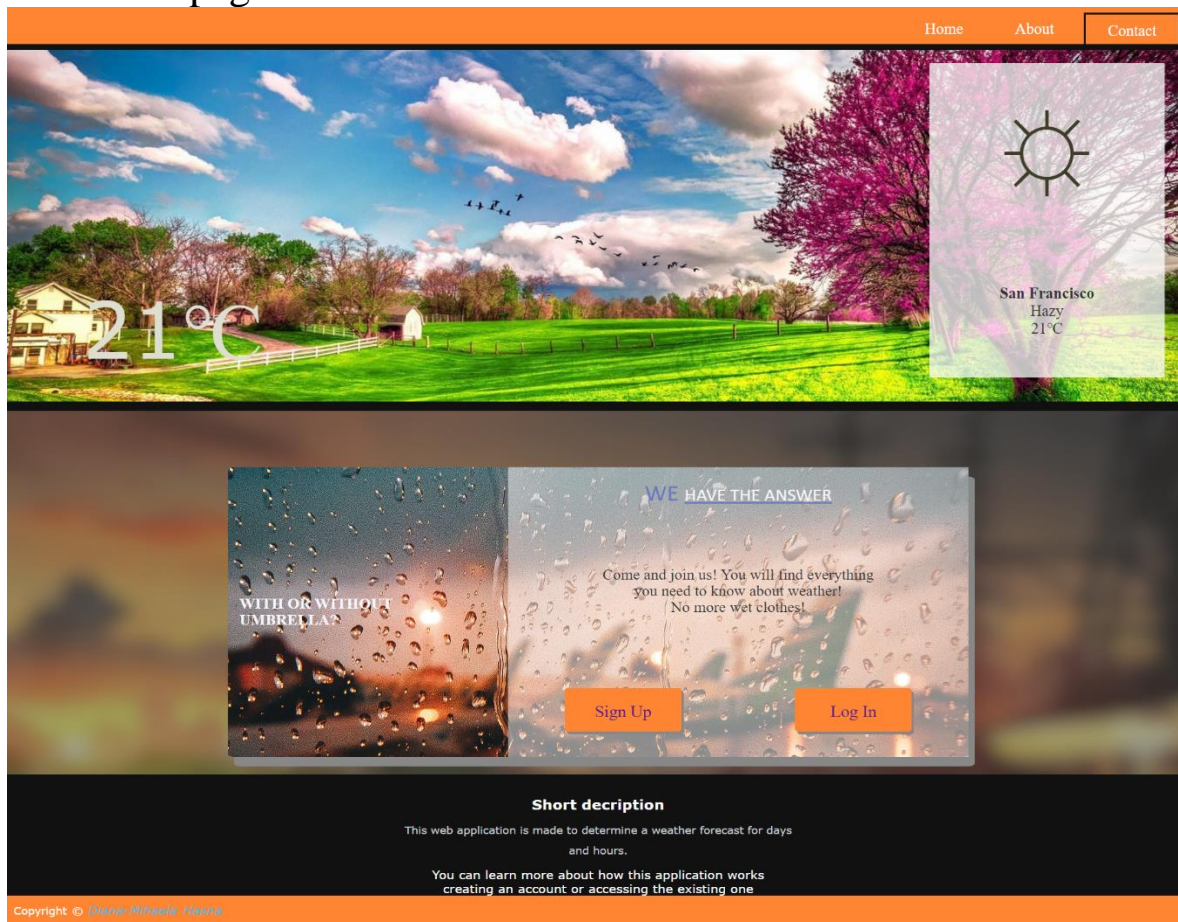 Home About Contact
21°C
San Francisco
Hazy
21°C
WE HAVE THE ANSWER
Come and join us! You will find everything
you need to know about weather!
No more wet clothes!
WITH OR WITHOUT
UMBRELLA?
Sign Up Log In
Short decription
This web application is made to determine a weather forecast for days
and hours.
You can learn more about how this application works
creating an account or accessing the existing one
Copyright © Diana-Mihaela